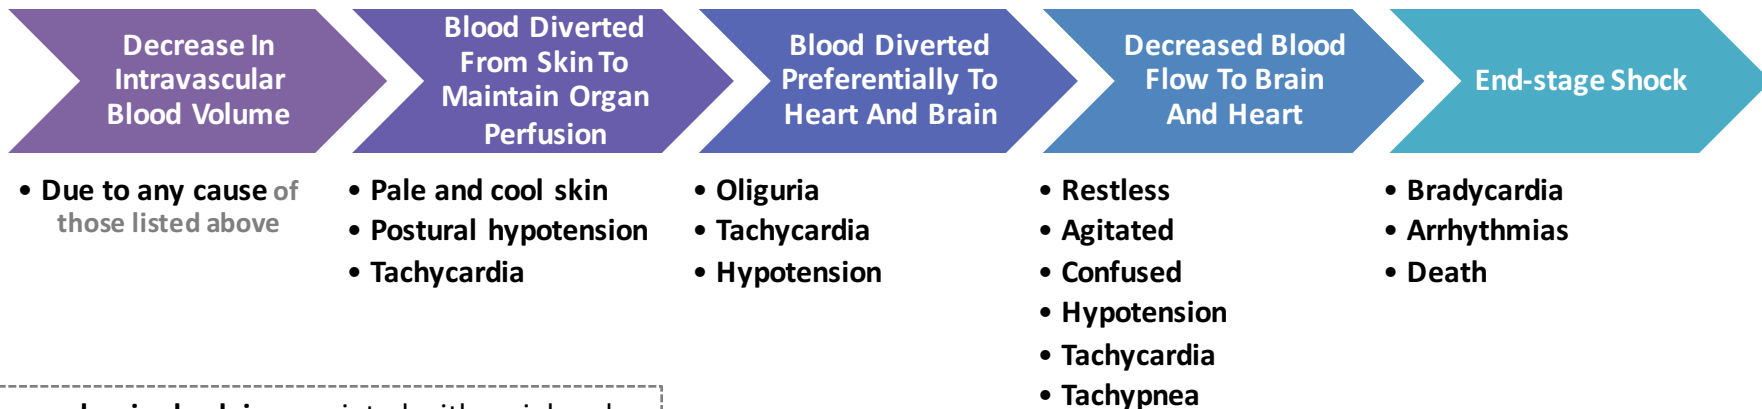 Decrease In
Intravascular
Blood Volume
Blood Diverted
From Skin To
Maintain Organ
Perfusion
Blood Diverted
Preferentially To
Heart And Brain
Decreased Blood
Flow To Brain
And Heart
End-stage Shock
• Due to any cause of
those listed above
• Pale and cool skin
• Postural hypotension
• Tachycardia
• Oliguria
• Tachycardia
• Hypotension
• Restless
• Agitated
• Confused
• Hypotension
• Tachycardia
• Tachypnea
• Bradycardia
• Arrhythmias
• Death